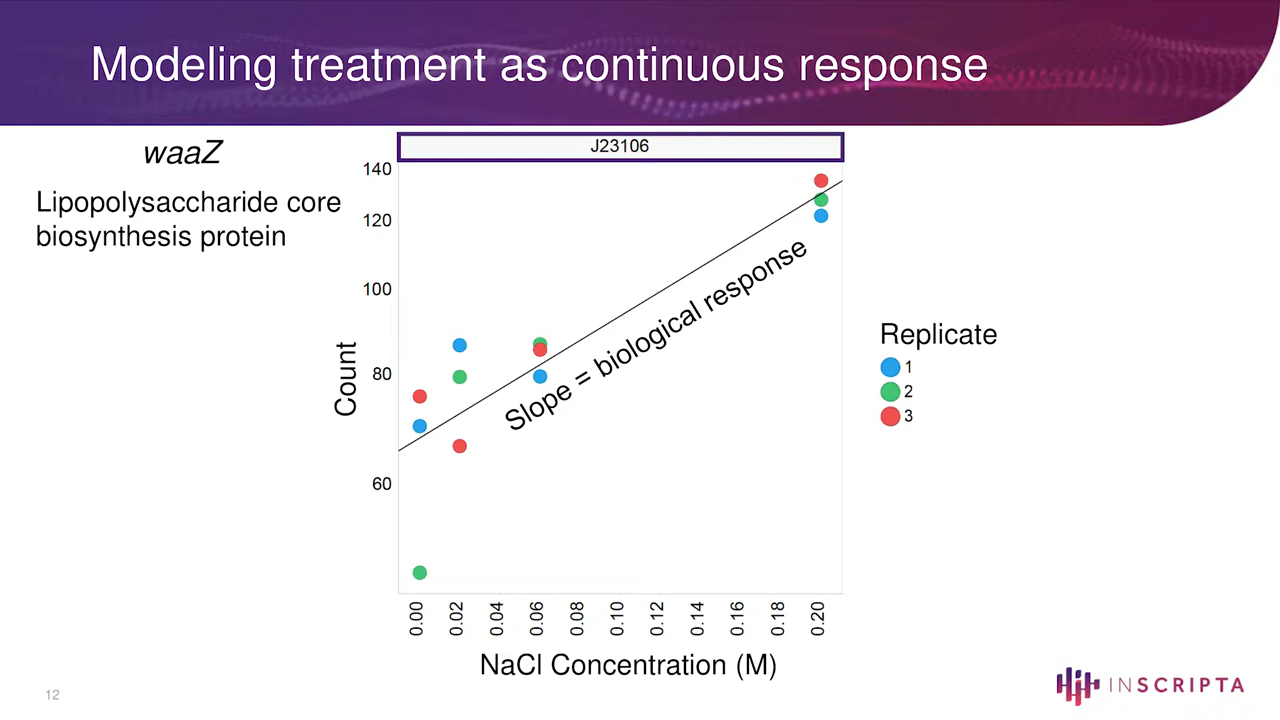 Modeling treatment as continuous response
waaZ
Lipopolysaccharide core
biosynthesis protein
J23106
140
120
100
80
60
Count
Slope = biological response
0.00
0.02
0.04
0.06
0.08
0.10
0.12
0.14
0.16
0.18
0.20
NaCl Concentration (M)
Replicate
1
2
3
12
INSCRIPTA